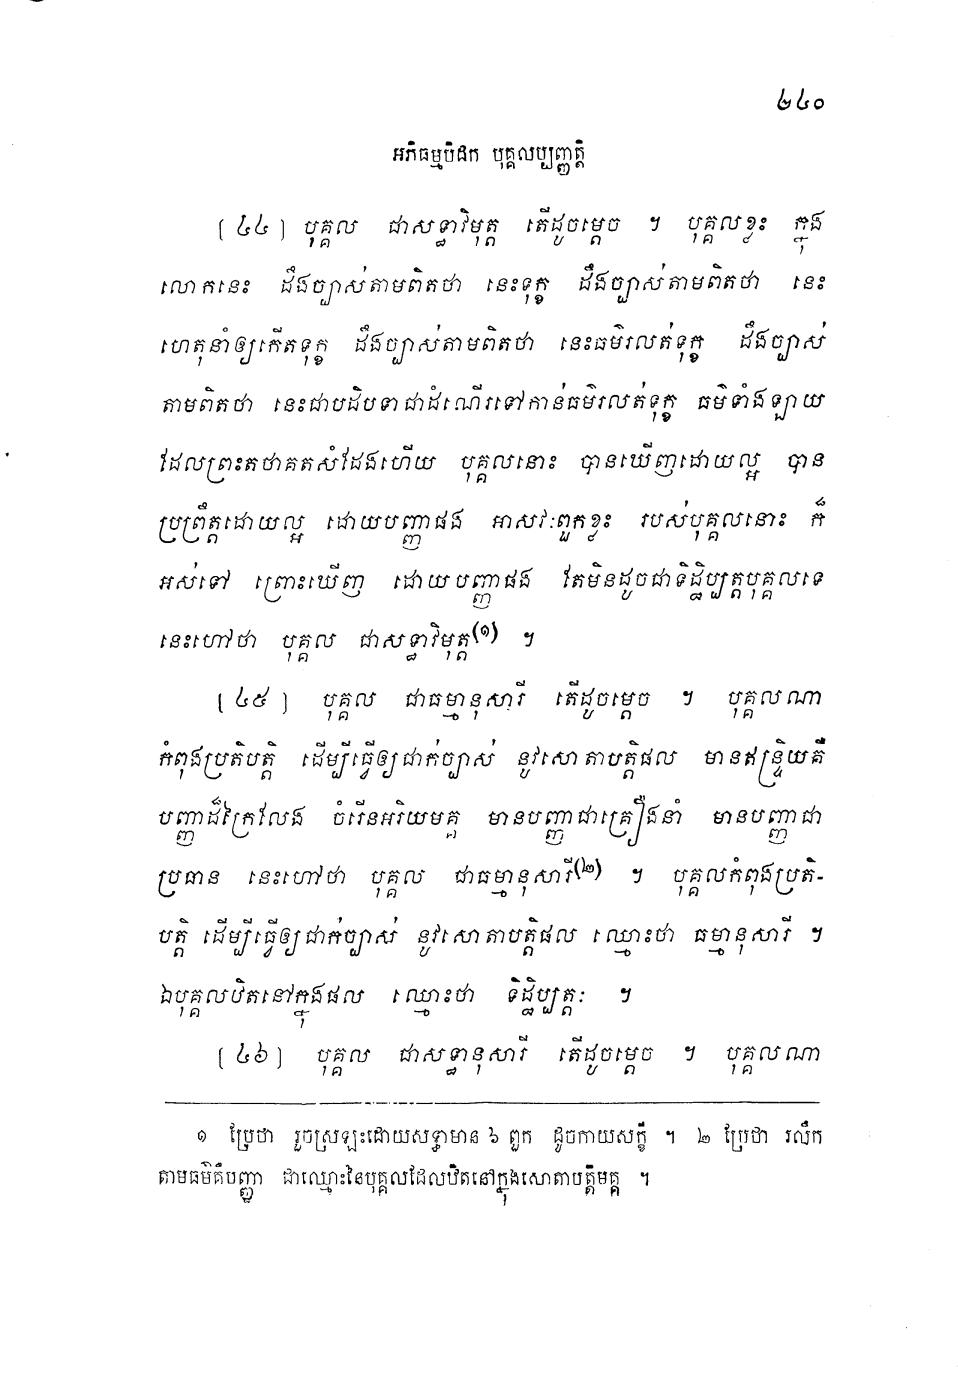 ២៤០
អភិធម្មបិដក បុគ្គលប្បញ្ញត្តិ
[ ៤៤ ] បុគ្គល ជាសទ្ធាវិមុត្ត តើដូចម្តេច ។ បុគ្គលខ្លះ ក្នុង
លោកនេះ ដឹងច្បាស់តាមពិតថា នេះទុក្ខ ដឹងច្បាស់តាមពិតថា នេះ
ហេតុនាំឲ្យកើតទុក្ខ ដឹងច្បាស់តាមពិតថា នេះធម៌រលត់ទុក្ខ ដឹងច្បាស់
តាមពិតថា នេះជាបដិបទាជាដំណើរទៅកាន់ធម៌រលត់ទុក្ខ ធម៌ទាំងឡាយ
ដែលព្រះតថាគតសំដែងហើយ បុគ្គលនោះ បានឃើញដោយល្អ បាន
ប្រព្រឹត្តដោយល្អ ដោយបញ្ញាផង អាសវៈពួកខ្លះ របស់បុគ្គលនោះ ក៏
អស់ទៅ ព្រោះឃើញ ដោយបញ្ញាផង តែមិនដូចជាទិដ្ឋិប្បត្តបុគ្គលទេ
នេះហៅថា បុគ្គល ជាសទ្ធាវិមុត្ត(១) ។
[ ៤៥ ] បុគ្គល ជាធម្មានុសារី តើដូចម្តេច ។ បុគ្គលណា
កំពុងប្រតិបត្តិ ដើម្បីធ្វើឲ្យជាក់ច្បាស់ នូវសោតាបត្តិផល មានឥន្ទ្រិយគឺ
បញ្ញាដ៏ក្រៃលែង ចំរើនអរិយមគ្គ មានបញ្ញាជាគ្រឿងនាំ មានបញ្ញាជា
ប្រធាន នេះហៅថា បុគ្គល ជាធម្មានុសារី(២) ។ បុគ្គលកំពុងប្រតិ-
បត្តិ ដើម្បីធ្វើឲ្យជាក់ច្បាស់ នូវសោតាបត្តិផល ឈ្មោះថា ធម្មានុសារី ។
ឯបុគ្គលឋិតនៅក្នុងផល ឈ្មោះថា ទិដ្ឋិប្បត្តៈ ។
[ ៤៦ ] បុគ្គល ជាសទ្ធានុសារី តើដូចម្តេច ។ បុគ្គលណា
១ ប្រែថា រួចស្រឡះដោយសទ្ធាមាន ៦ ពួក ដូចកាយសក្ខី ។ ២ ប្រែថា រលឹក
តាមធម៌គឺបញ្ញា ជាឈ្មោះនៃបុគ្គលដែលឋិតនៅក្នុងសោតាបត្តិមគ្គ ។